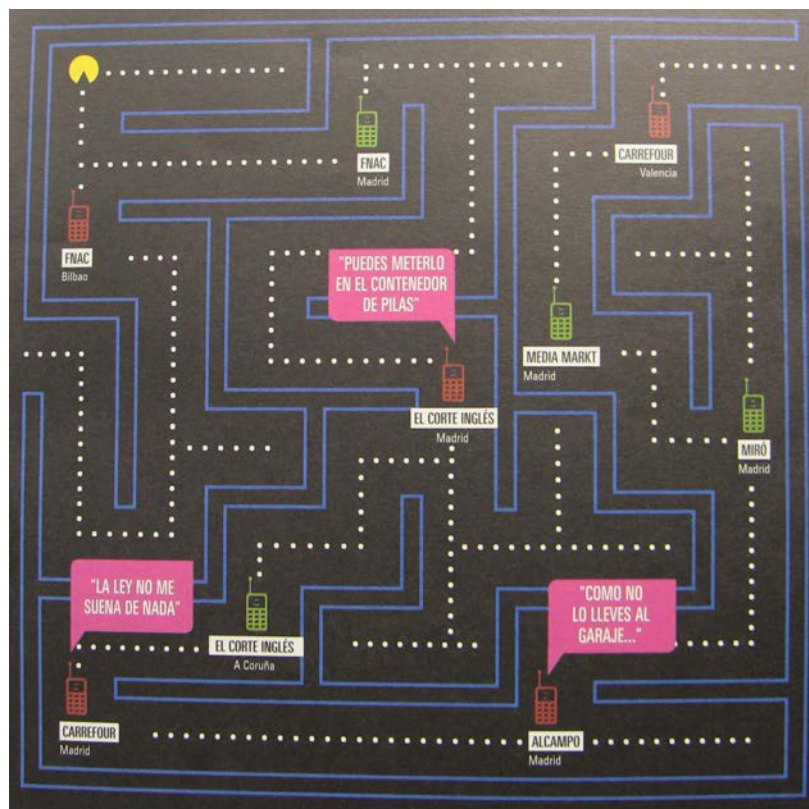 FNAC
Madrid
CARREFOUR
Valencia
FNAC
Bilbao
"PUEDES METERLO
EN EL CONTENEDOR
DE PILAS"
MEDIA MARKT
Madrid
EL CORTE INGLÉS
Madrid
MIRÓ
Madrid
"LA LEY NO ME
SUENA DE NADA"
"COMO NO
LO LLEVES AL
GARAJE..."
EL CORTE INGLÉS
A Coruña
CARREFOUR
Madrid
ALCAMPO
Madrid